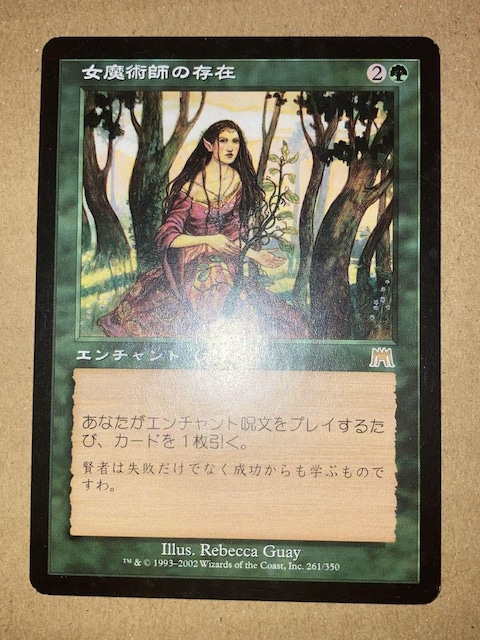 女魔術師の存在 2
エンチャント
あなたがエンチャント呪文をプレイするた
び、カードを1枚引く。
賢者は失敗だけでなく成功からも学ぶもので
すわ。
Illus. Rebecca Guay
™ & © 1993–2002 Wizards of the Coast, Inc. 261/350